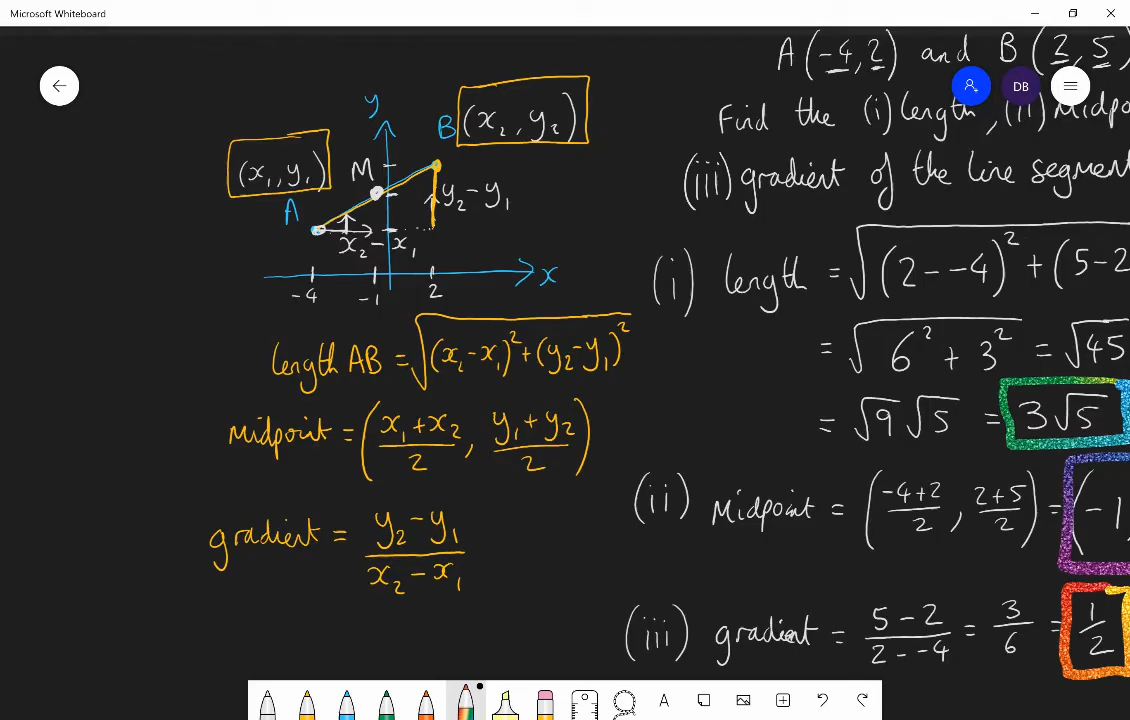 Microsoft Whiteboard
DB
y
B (x₂, y₂)
(x₁, y₁)
M
A
y₂ − y₁
x₂ − x₁
-4 -1 2 x
length AB = √((x₂ − x₁)² + (y₂ − y₁)²)
Midpoint = ((x₁ + x₂)/2, (y₁ + y₂)/2)
gradient = (y₂ − y₁)/(x₂ − x₁)
A (-4, 2) and B (2, 5)
Find the (i) length, (ii) Midpo
(iii) gradient of the line segmen
(i) length = √((2 − −4)² + (5 − 2
= √(6² + 3²) = √45
= √9 √5 = 3√5
(ii) Midpoint = ((-4+2)/2, (2+5)/2) = (-1
(iii) gradient = (5 − 2)/(2 − −4) = 3/6 = 1/2
A